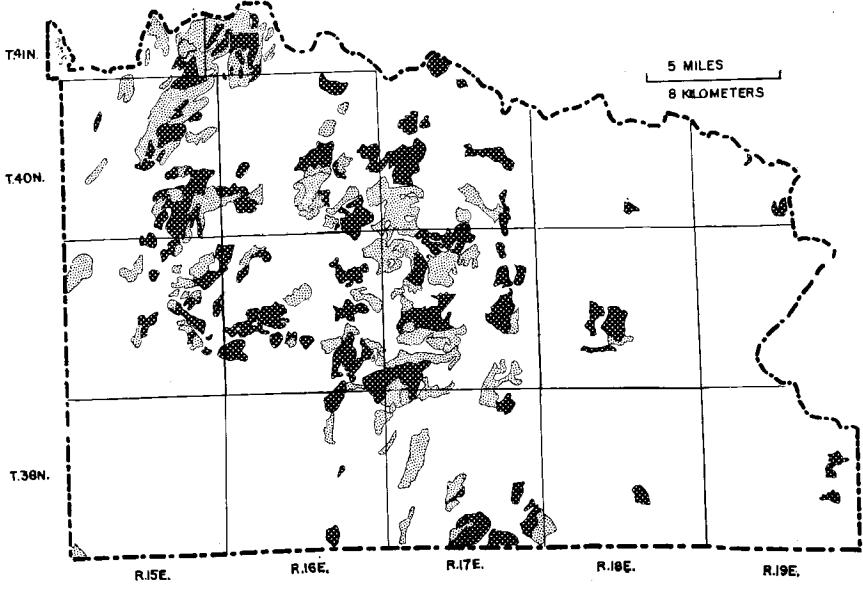 T.41N.
5 MILES
8 KILOMETERS
T.40N.
T.38N.
R.15E.
R.16E.
R.17E.
R.18E.
R.19E.